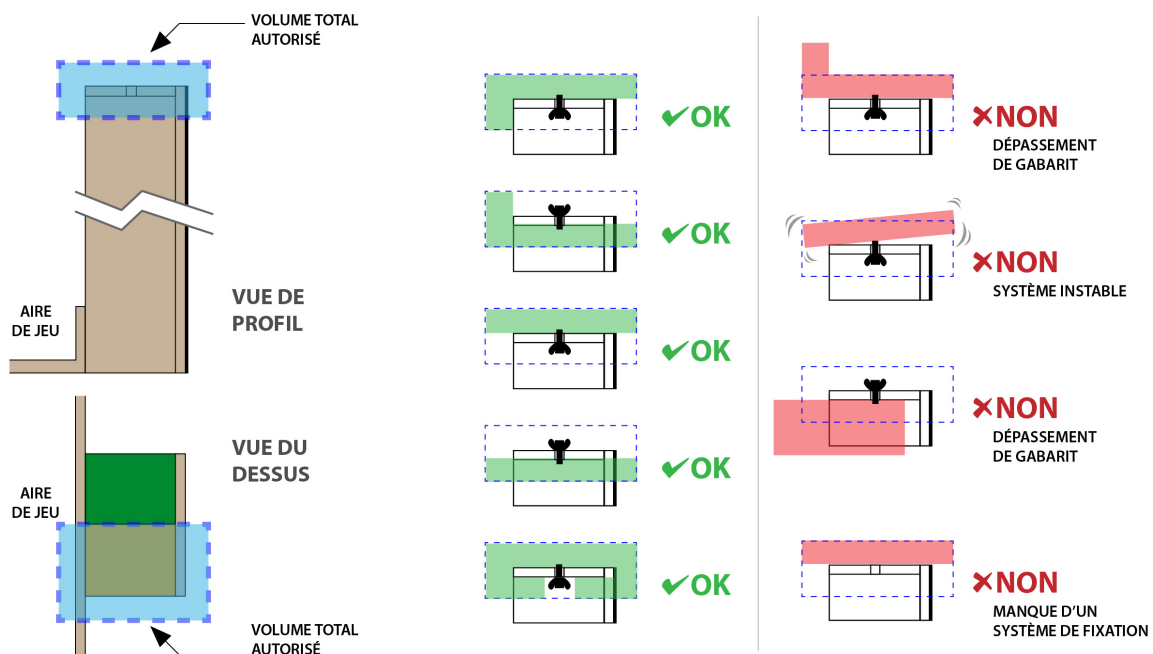 VOLUME TOTAL
AUTORISÉ
VUE DE
PROFIL
AIRE
DE JEU
VUE DU
DESSUS
AIRE
DE JEU
VOLUME TOTAL
AUTORISÉ
OK
OK
OK
OK
OK
NON
DÉPASSEMENT
DE GABARIT
NON
SYSTÈME INSTABLE
NON
DÉPASSEMENT
DE GABARIT
NON
MANQUE D'UN
SYSTÈME DE FIXATION